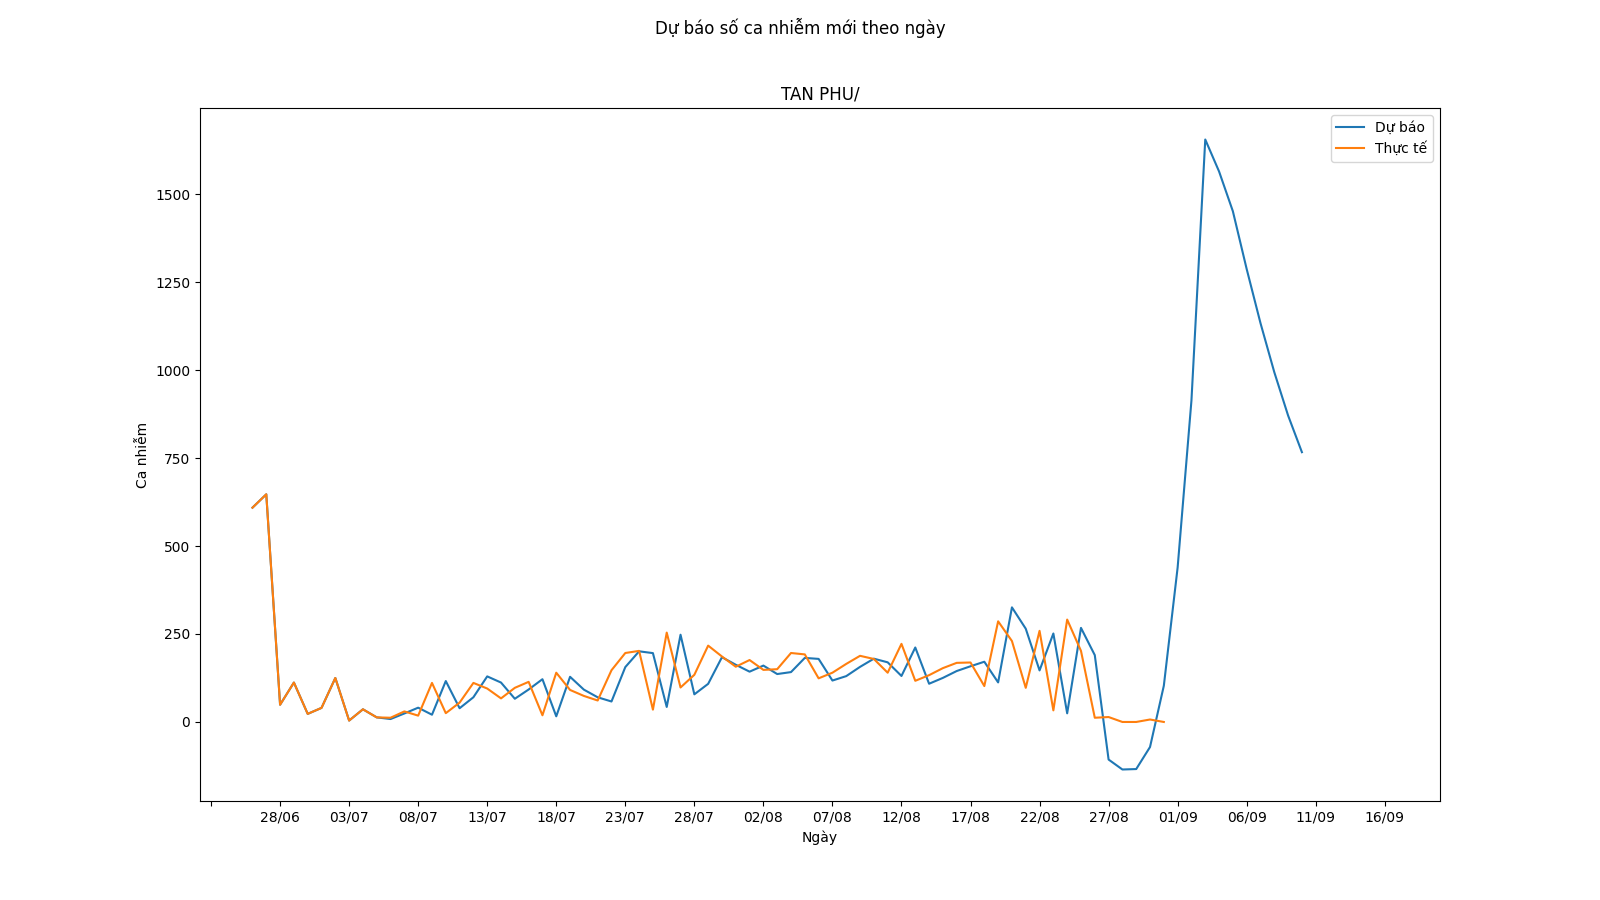 Dự báo số ca nhiễm mới theo ngày
TAN PHU/
Dự báo
Thực tế
1500
1250
1000
750
500
250
0
Ca nhiễm
28/06 03/07 08/07 13/07 18/07 23/07 28/07 02/08 07/08 12/08 17/08 22/08 27/08 01/09 06/09 11/09 16/09
Ngày